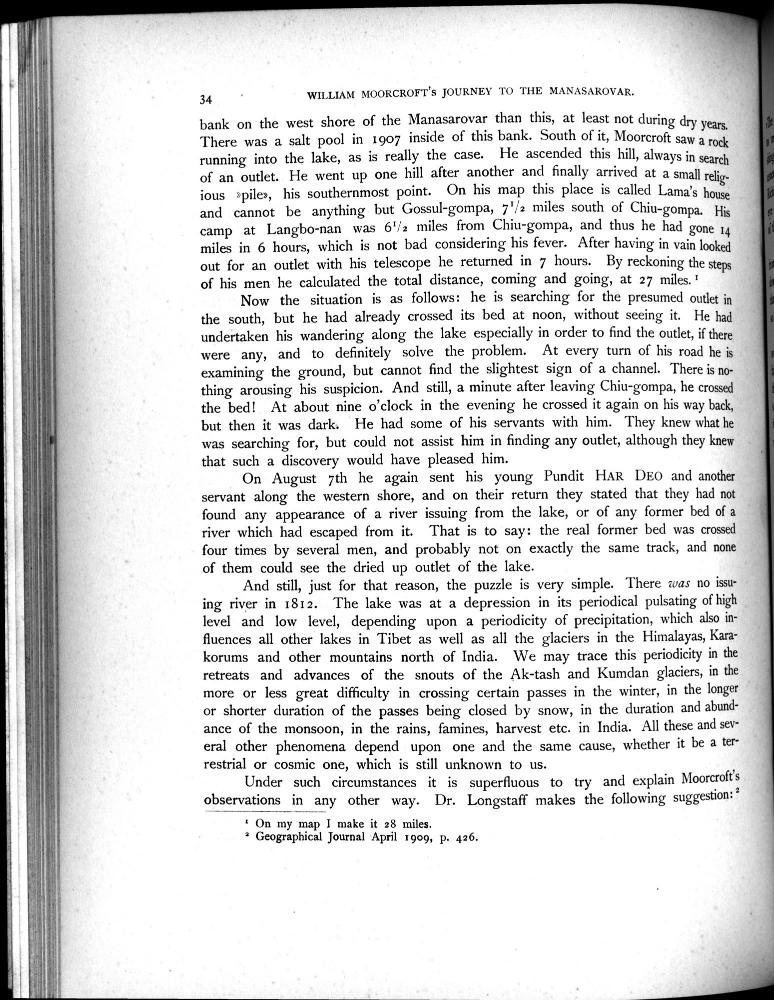 34
WILLIAM MOORCROFT'S JOURNEY TO THE MANASAROVAR.
bank on the west shore of the Manasarovar than this, at least not during dry years.
There was a salt pool in 1907 inside of this bank. South of it, Moorcroft saw a rock
running into the lake, as is really the case. He ascended this hill, always in search
of an outlet. He went up one hill after another and finally arrived at a small relig-
ious »pile», his southernmost point. On his map this place is called Lama's house
and cannot be anything but Gossul-gompa, 7¹/₂ miles south of Chiu-gompa. His
camp at Langbo-nan was 6¹/₂ miles from Chiu-gompa, and thus he had gone 14
miles in 6 hours, which is not bad considering his fever. After having in vain looked
out for an outlet with his telescope he returned in 7 hours. By reckoning the steps
of his men he calculated the total distance, coming and going, at 27 miles.¹
Now the situation is as follows: he is searching for the presumed outlet in
the south, but he had already crossed its bed at noon, without seeing it. He had
undertaken his wandering along the lake especially in order to find the outlet, if there
were any, and to definitely solve the problem. At every turn of his road he is
examining the ground, but cannot find the slightest sign of a channel. There is no-
thing arousing his suspicion. And still, a minute after leaving Chiu-gompa, he crossed
the bed! At about nine o'clock in the evening he crossed it again on his way back,
but then it was dark. He had some of his servants with him. They knew what he
was searching for, but could not assist him in finding any outlet, although they knew
that such a discovery would have pleased him.
On August 7th he again sent his young Pundit HAR DEO and another
servant along the western shore, and on their return they stated that they had not
found any appearance of a river issuing from the lake, or of any former bed of a
river which had escaped from it. That is to say: the real former bed was crossed
four times by several men, and probably not on exactly the same track, and none
of them could see the dried up outlet of the lake.
And still, just for that reason, the puzzle is very simple. There was no issu-
ing river in 1812. The lake was at a depression in its periodical pulsating of high
level and low level, depending upon a periodicity of precipitation, which also in-
fluences all other lakes in Tibet as well as all the glaciers in the Himalayas, Kara-
korums and other mountains north of India. We may trace this periodicity in the
retreats and advances of the snouts of the Ak-tash and Kumdan glaciers, in the
more or less great difficulty in crossing certain passes in the winter, in the longer
or shorter duration of the passes being closed by snow, in the duration and abund-
ance of the monsoon, in the rains, famines, harvest etc. in India. All these and sev-
eral other phenomena depend upon one and the same cause, whether it be a ter-
restrial or cosmic one, which is still unknown to us.
Under such circumstances it is superfluous to try and explain Moorcroft's
observations in any other way. Dr. Longstaff makes the following suggestion:²
¹ On my map I make it 28 miles.
² Geographical Journal April 1909, p. 426.